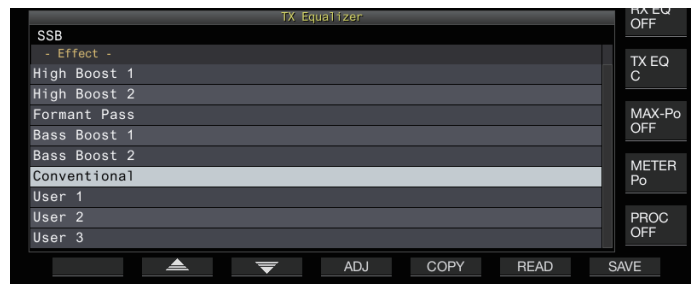 TX Equalizer
SSB
- Effect -
High Boost 1
High Boost 2
Formant Pass
Bass Boost 1
Bass Boost 2
Conventional
User 1
User 2
User 3
RX EQ
OFF
TX EQ
C
MAX-Po
OFF
METER
Po
PROC
OFF
ADJ
COPY
READ
SAVE